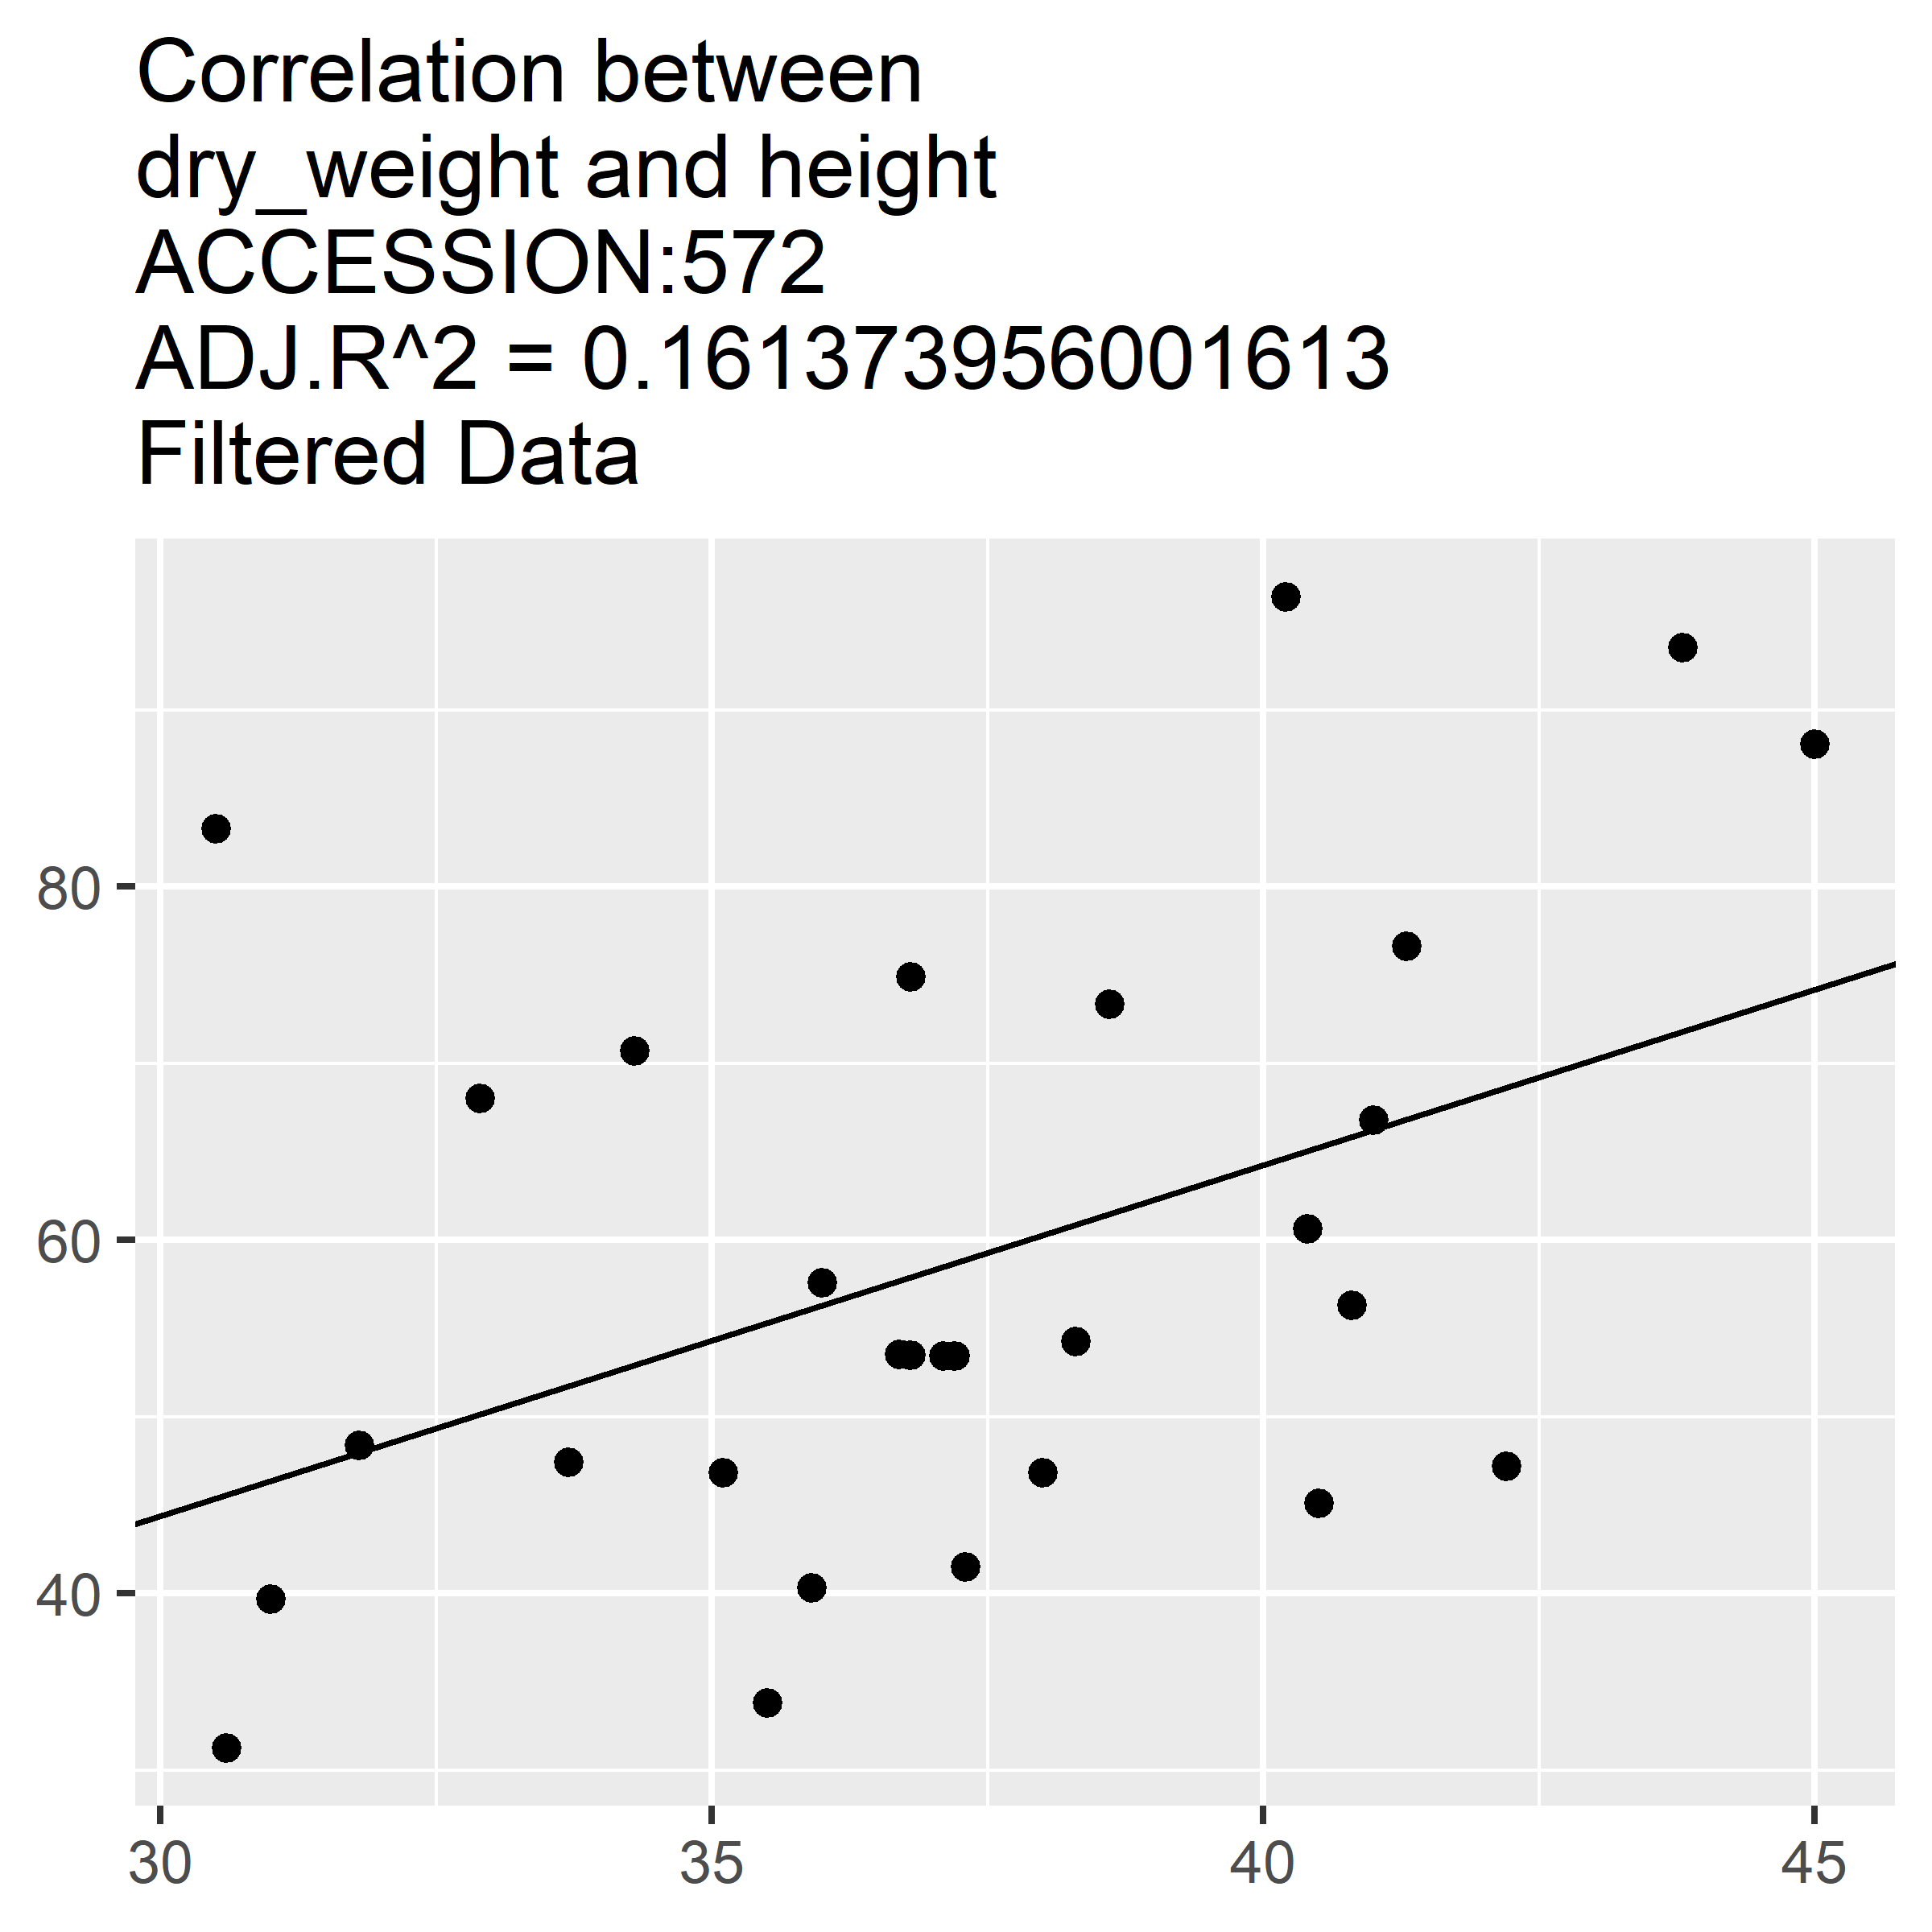 Correlation between
dry_weight and height
ACCESSION:572
ADJ.R^2 = 0.161373956001613
Filtered Data
80
60
40
30 35 40 45